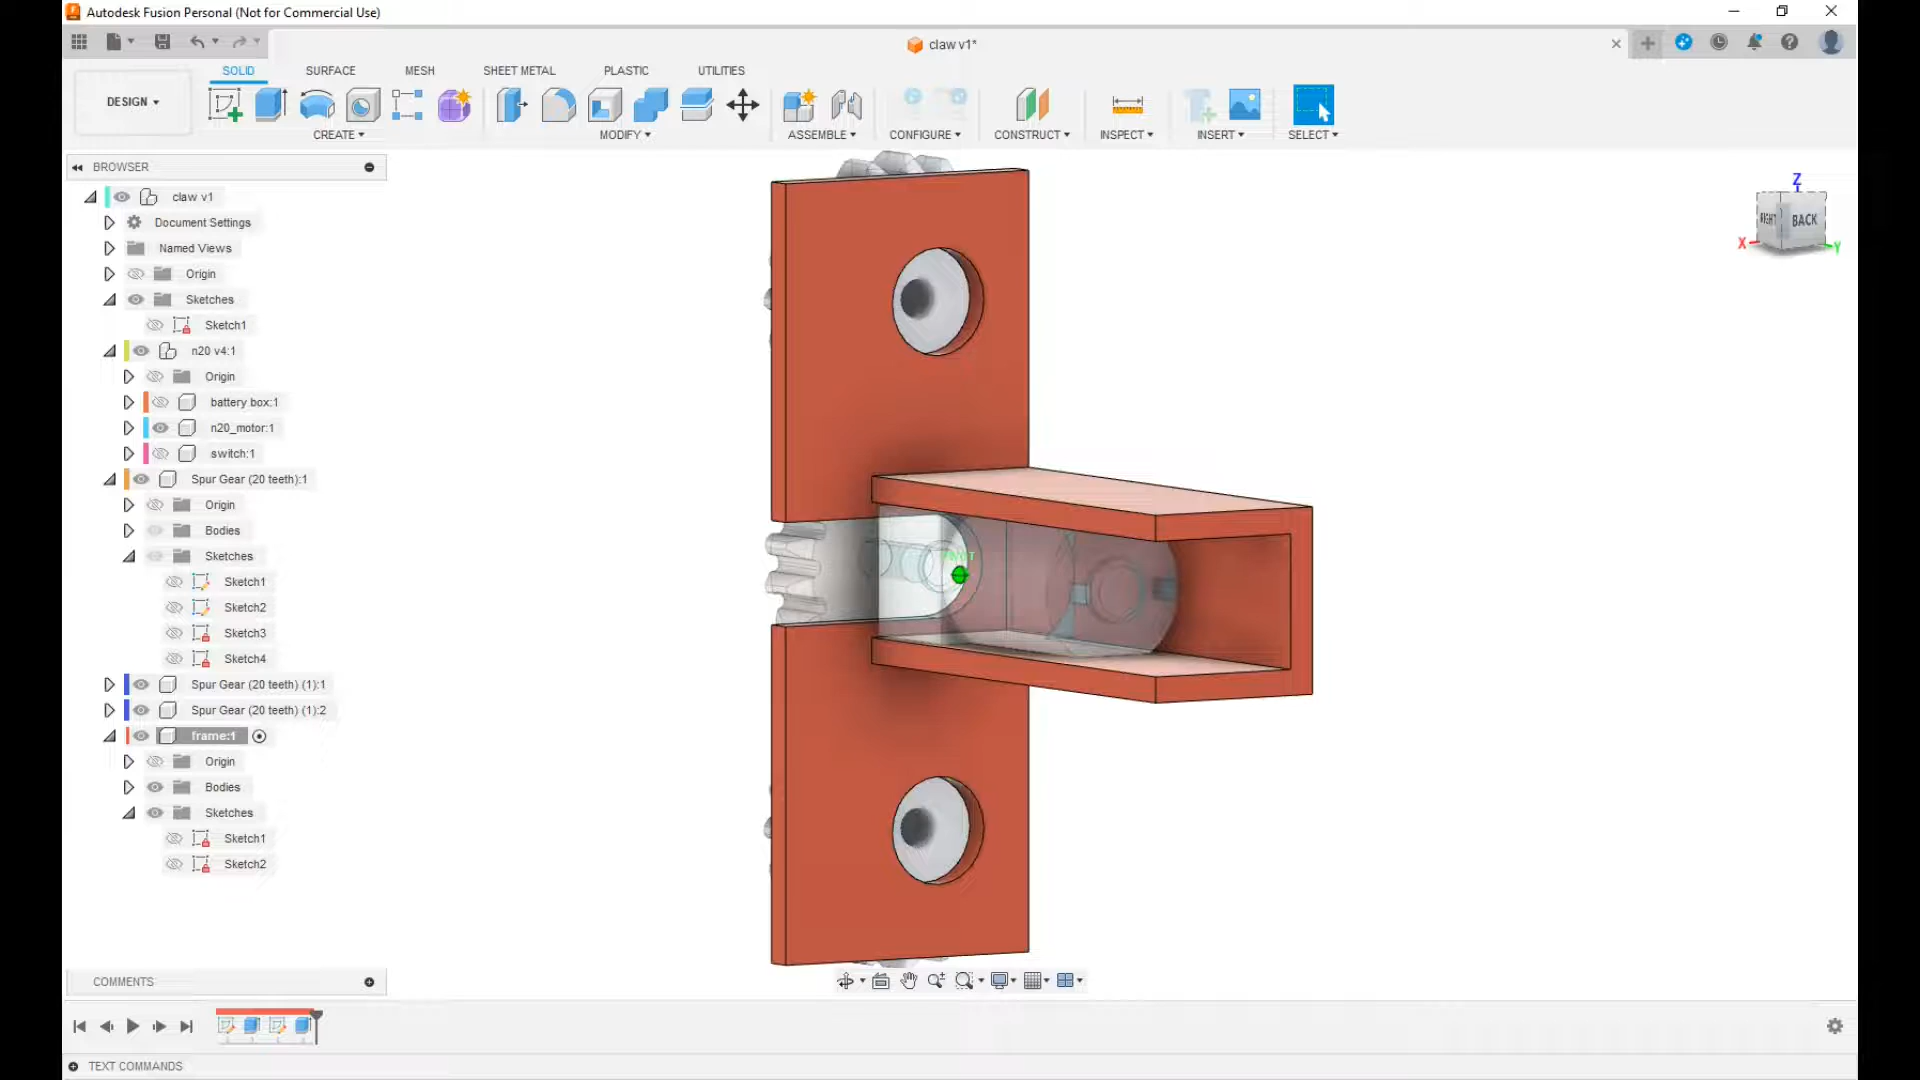 Autodesk Fusion Personal (Not for Commercial Use)
claw v1*
SOLID SURFACE MESH SHEET METAL PLASTIC UTILITIES
DESIGN
CREATE MODIFY ASSEMBLE CONFIGURE CONSTRUCT INSPECT INSERT SELECT
BROWSER
claw v1
Document Settings
Named Views
Origin
Sketches
Sketch1
n20 v4:1
Origin
battery box:1
n20_motor:1
switch:1
Spur Gear (20 teeth):1
Origin
Bodies
Sketches
Sketch1
Sketch2
Sketch3
Sketch4
Spur Gear (20 teeth) (1):1
Spur Gear (20 teeth) (1):2
frame:1
Origin
Bodies
Sketches
Sketch1
Sketch2
Z
RIGHT BACK
X Y
COMMENTS
TEXT COMMANDS